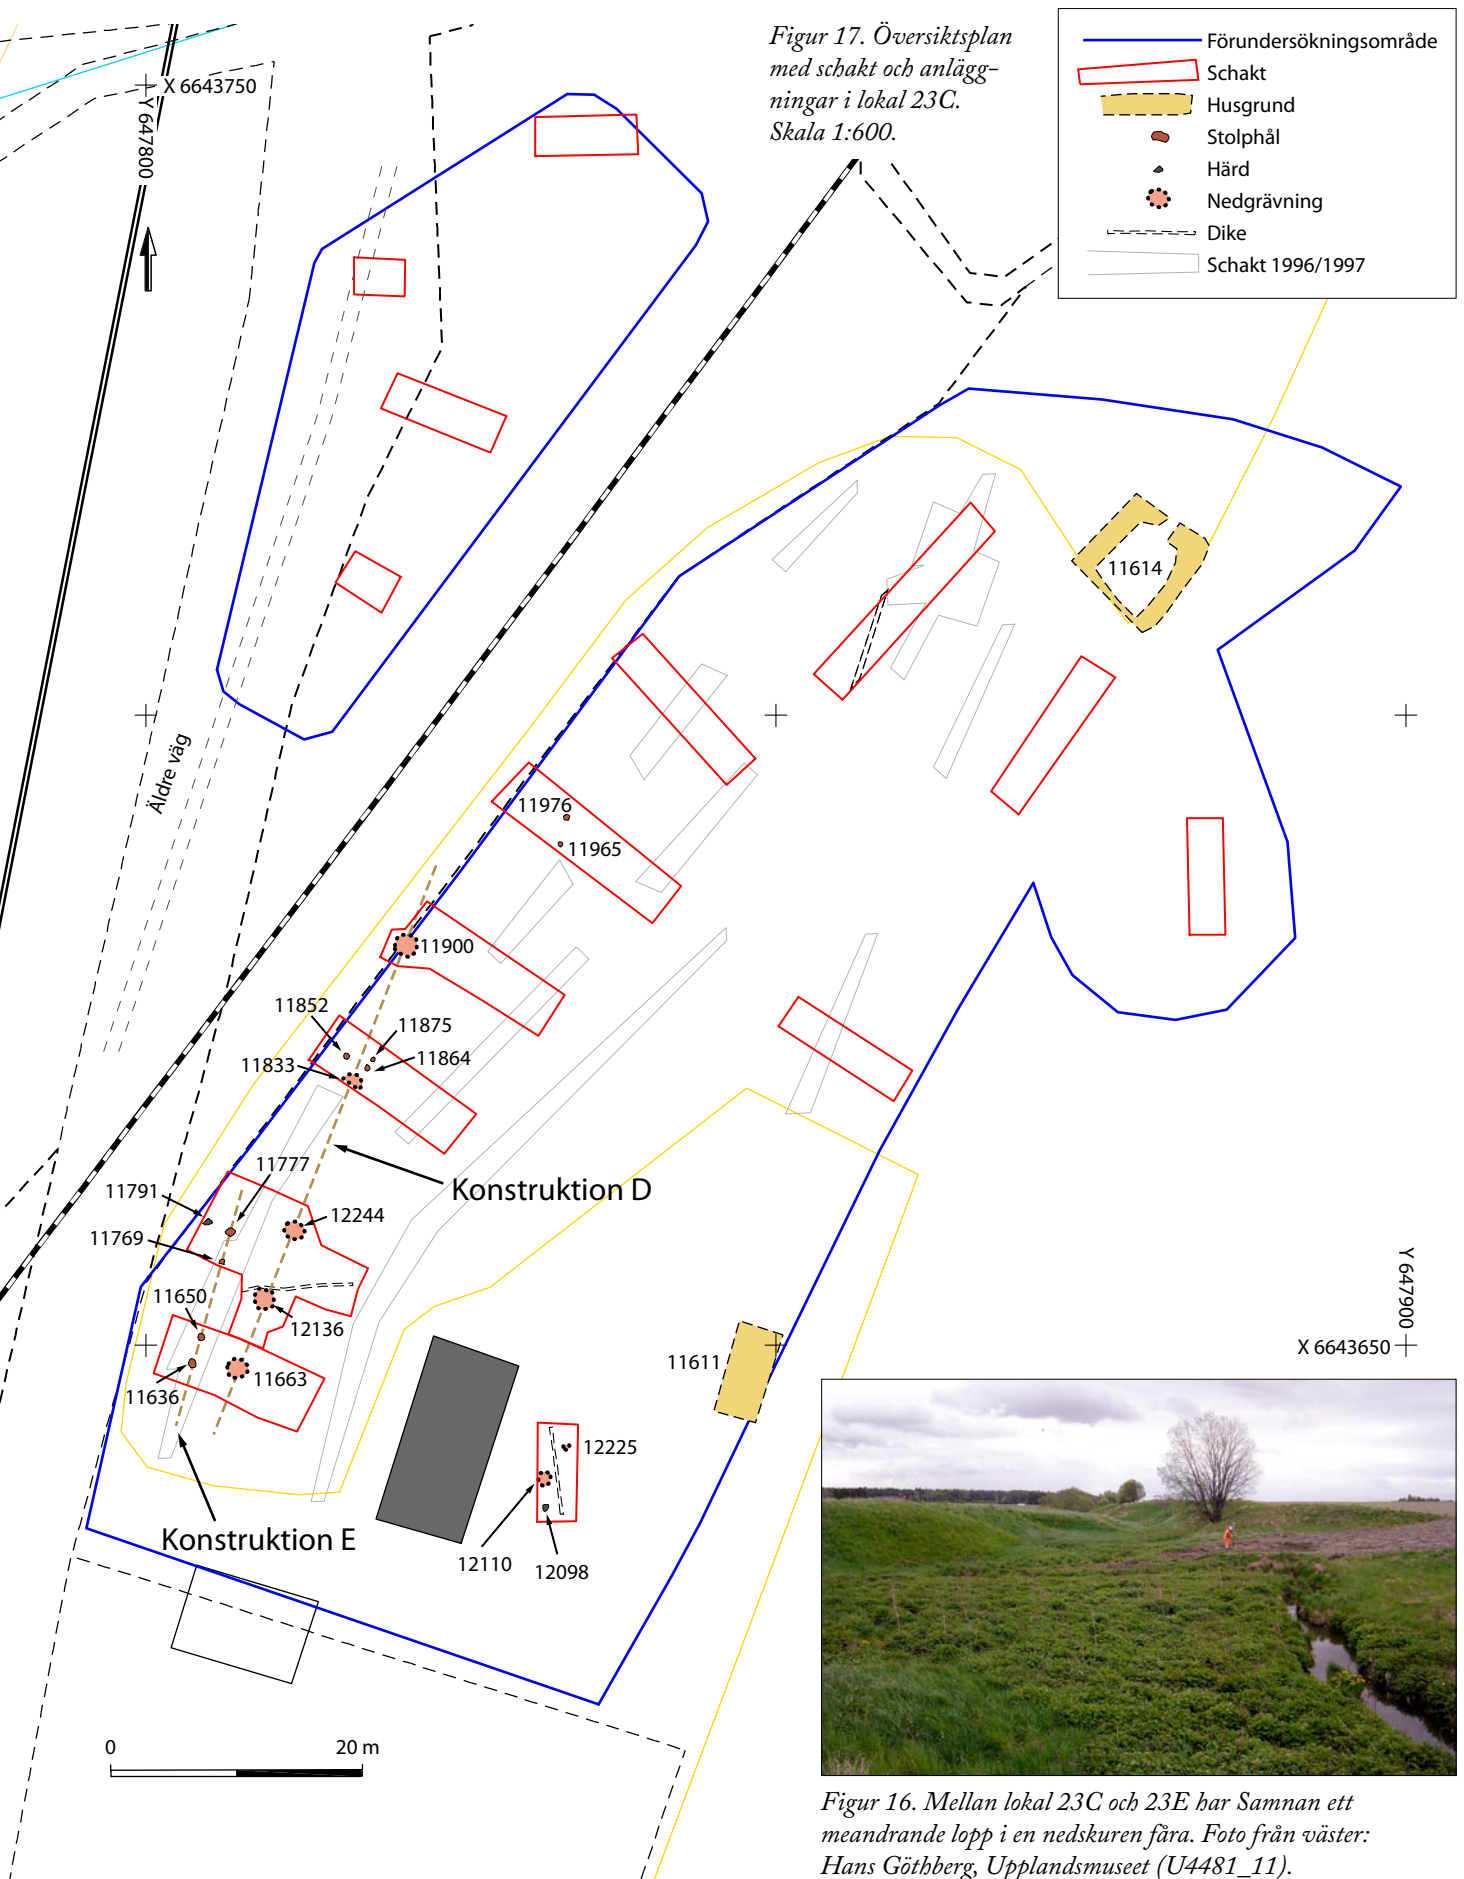 Figur 17. Översiktsplan
med schakt och anlägg-
ningar i lokal 23C.
Skala 1:600.
Förundersökningsområde
Schakt
Husgrund
Stolphål
Härd
Nedgrävning
Dike
Schakt 1996/1997
X 6643750
Y 647800
Äldre väg
11614
11976
11965
11900
11852
11875
11864
11833
11777
Konstruktion D
11791
12244
11769
11650
12136
11663
11636
11611
Y 647900
X 6643650
12225
Konstruktion E
12110
12098
0
20 m
Figur 16. Mellan lokal 23C och 23E har Samnan ett
meandrande lopp i en nedskuren fåra. Foto från väster:
Hans Göthberg, Upplandsmuseet (U4481_11).